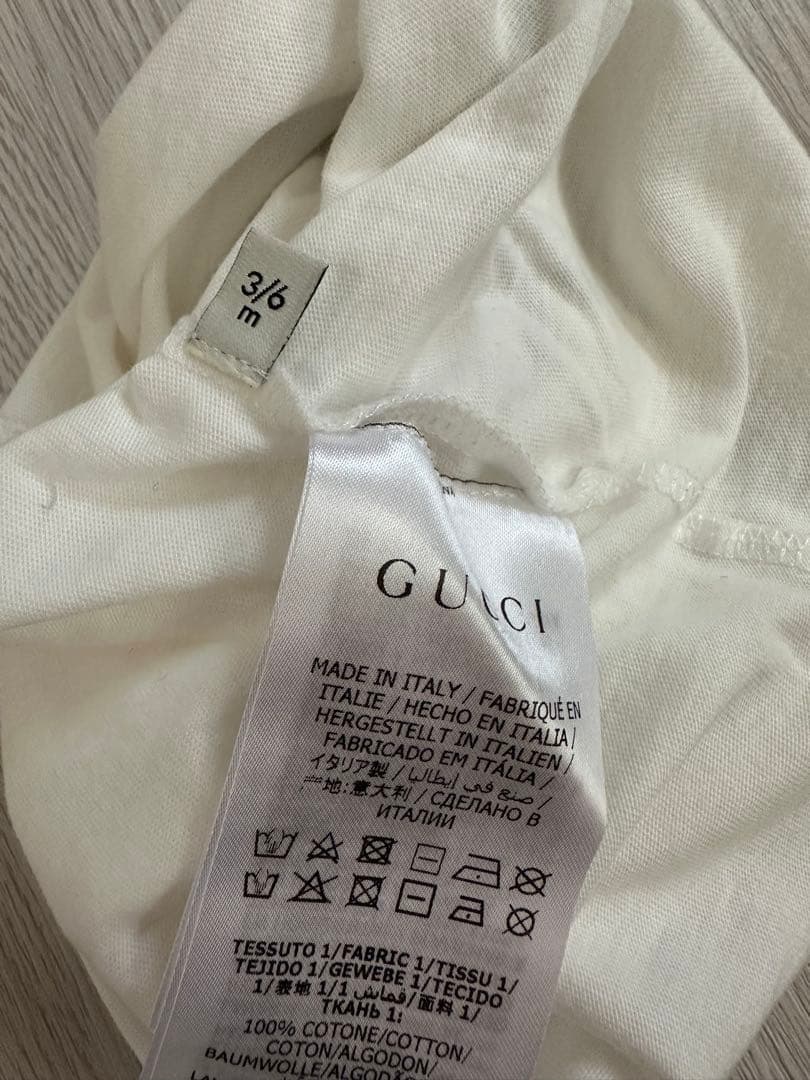 3/6
m
GUCCI
MADE IN ITALY / FABRIQUÉ EN
ITALIE / HECHO EN ITALIA /
HERGESTELLT IN ITALIEN /
FABRICADO EM ITÁLIA /
イタリア製 / صنع في إيطاليا /
地:意大利 / СДЕЛАНО В
ИТАЛИИ
TESSUTO 1/FABRIC 1/TISSU 1/
TEJIDO 1/GEWEBE 1/TECIDO
1/表地 1/قماش 1/面料 1/
ТКАНЬ 1:
100% COTONE/COTTON/
COTON/ALGODON/
BAUMWOLLE/ALGODÃO/